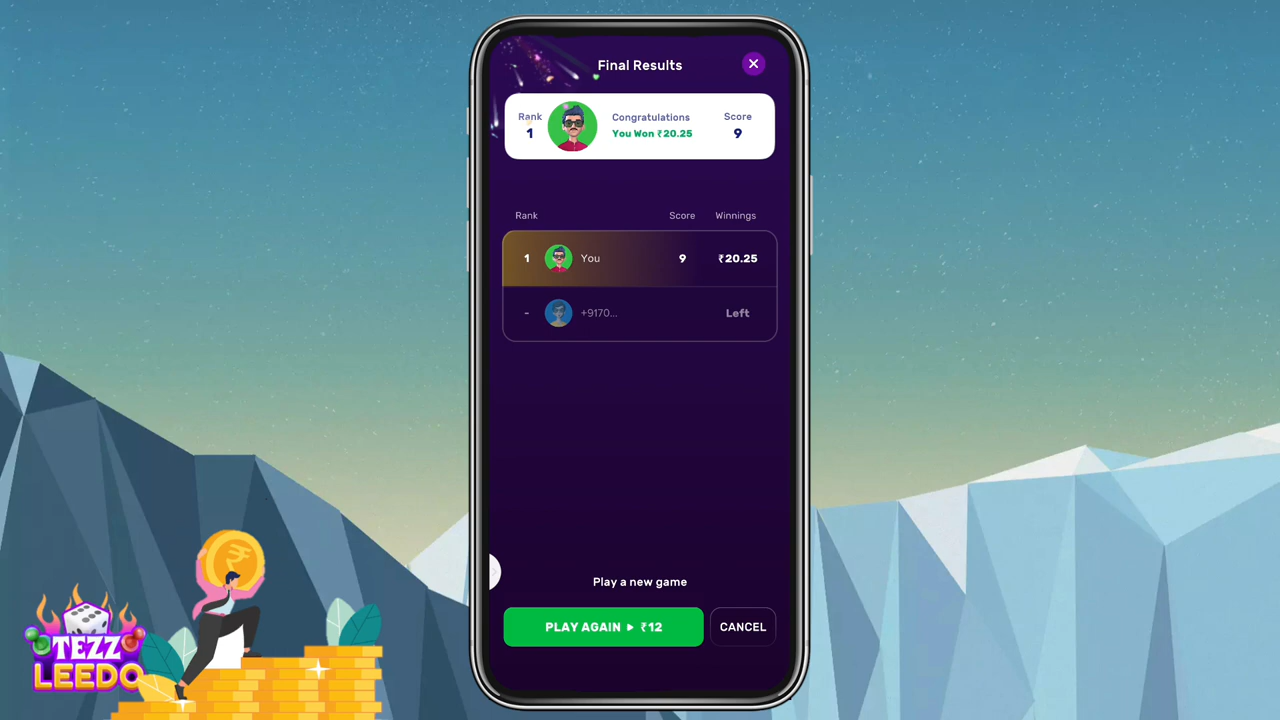 Final Results
Rank
1
Congratulations
You Won ₹20.25
Score
9
Rank Score Winnings
1 You 9 ₹20.25
- +9170... Left
Play a new game
PLAY AGAIN ▶ ₹12 CANCEL
₹
TEZZ
LEEDO